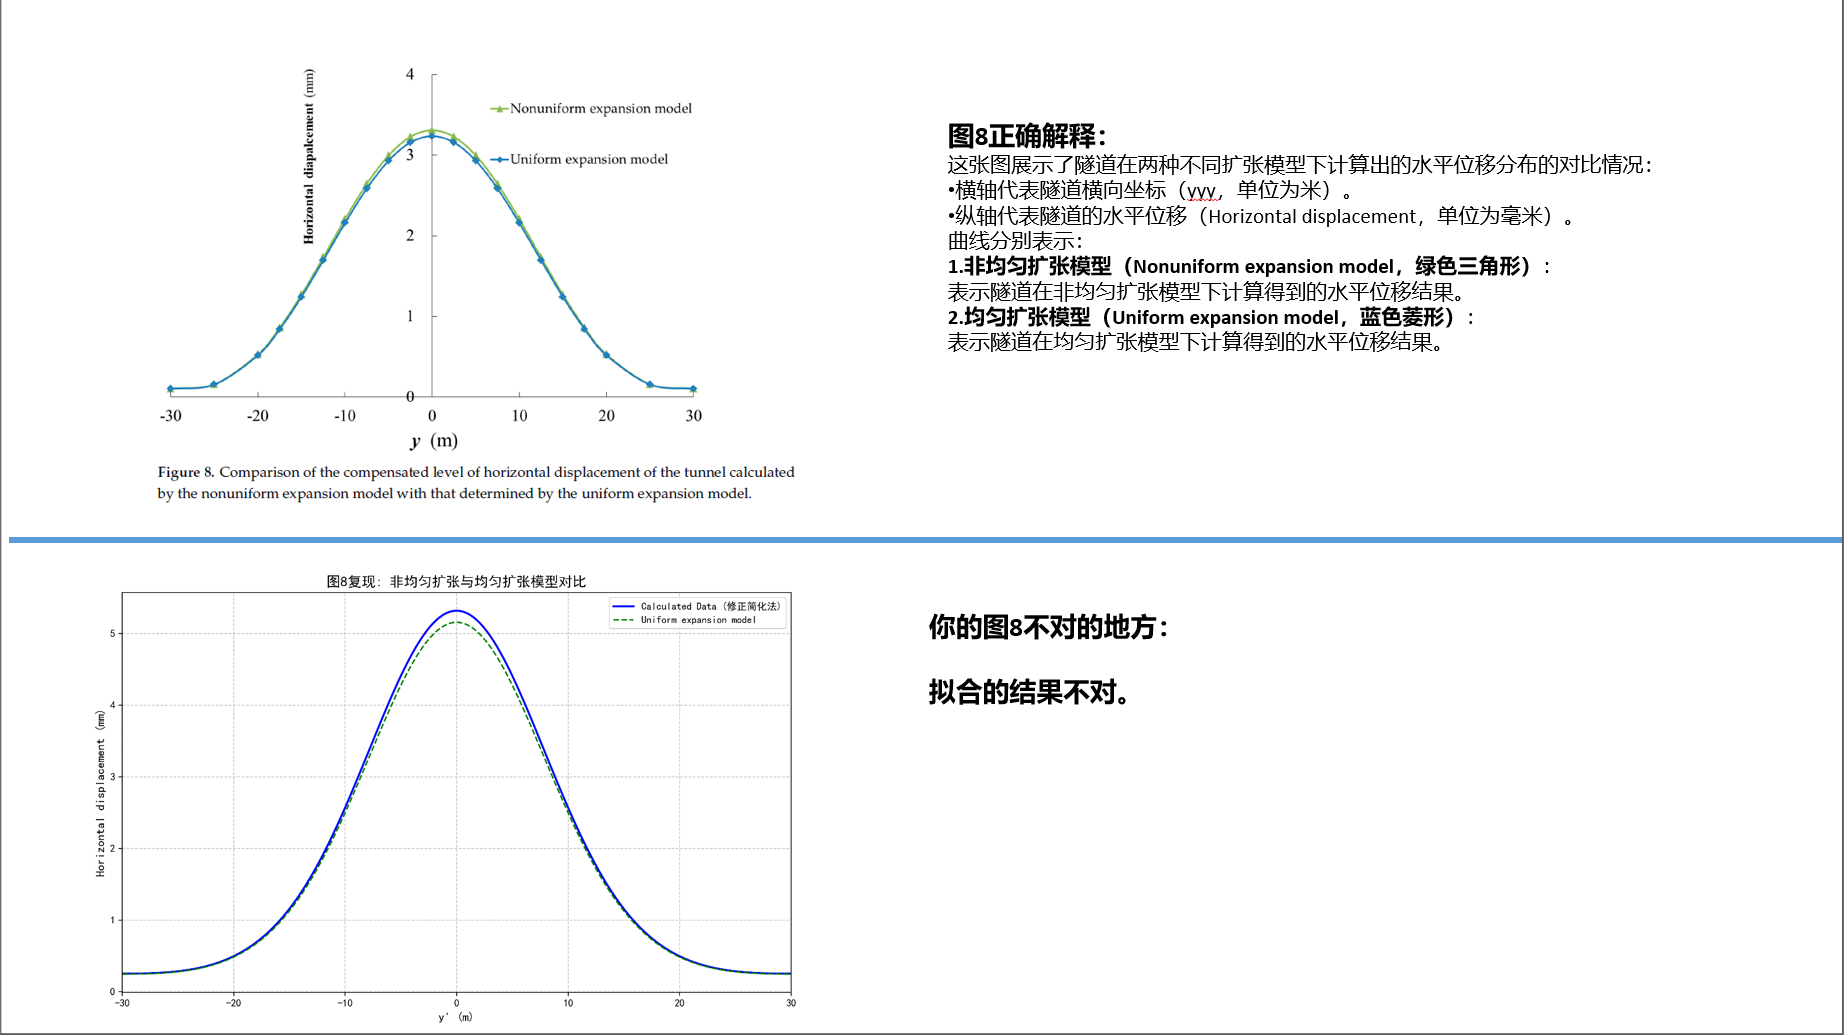 Horizontal diapalcement (mm)
4
3
2
1
0
Nonuniform expansion model
Uniform expansion model
-30
-20
-10
0
10
20
30
y (m)
Figure 8. Comparison of the compensated level of horizontal displacement of the tunnel calculated
by the nonuniform expansion model with that determined by the uniform expansion model.
图8正确解释：
这张图展示了隧道在两种不同扩张模型下计算出的水平位移分布的对比情况：
•横轴代表隧道横向坐标（yyy，单位为米）。
•纵轴代表隧道的水平位移（Horizontal displacement，单位为毫米）。
曲线分别表示：
1.非均匀扩张模型（Nonuniform expansion model，绿色三角形）：
表示隧道在非均匀扩张模型下计算得到的水平位移结果。
2.均匀扩张模型（Uniform expansion model，蓝色菱形）：
表示隧道在均匀扩张模型下计算得到的水平位移结果。
图8复现：非均匀扩张与均匀扩张模型对比
Calculated Data (修正简化法)
Uniform expansion model
Horizontal displacement (mm)
5
4
3
2
1
0
-30
-20
-10
0
10
20
30
y' (m)
你的图8不对的地方：
拟合的结果不对。